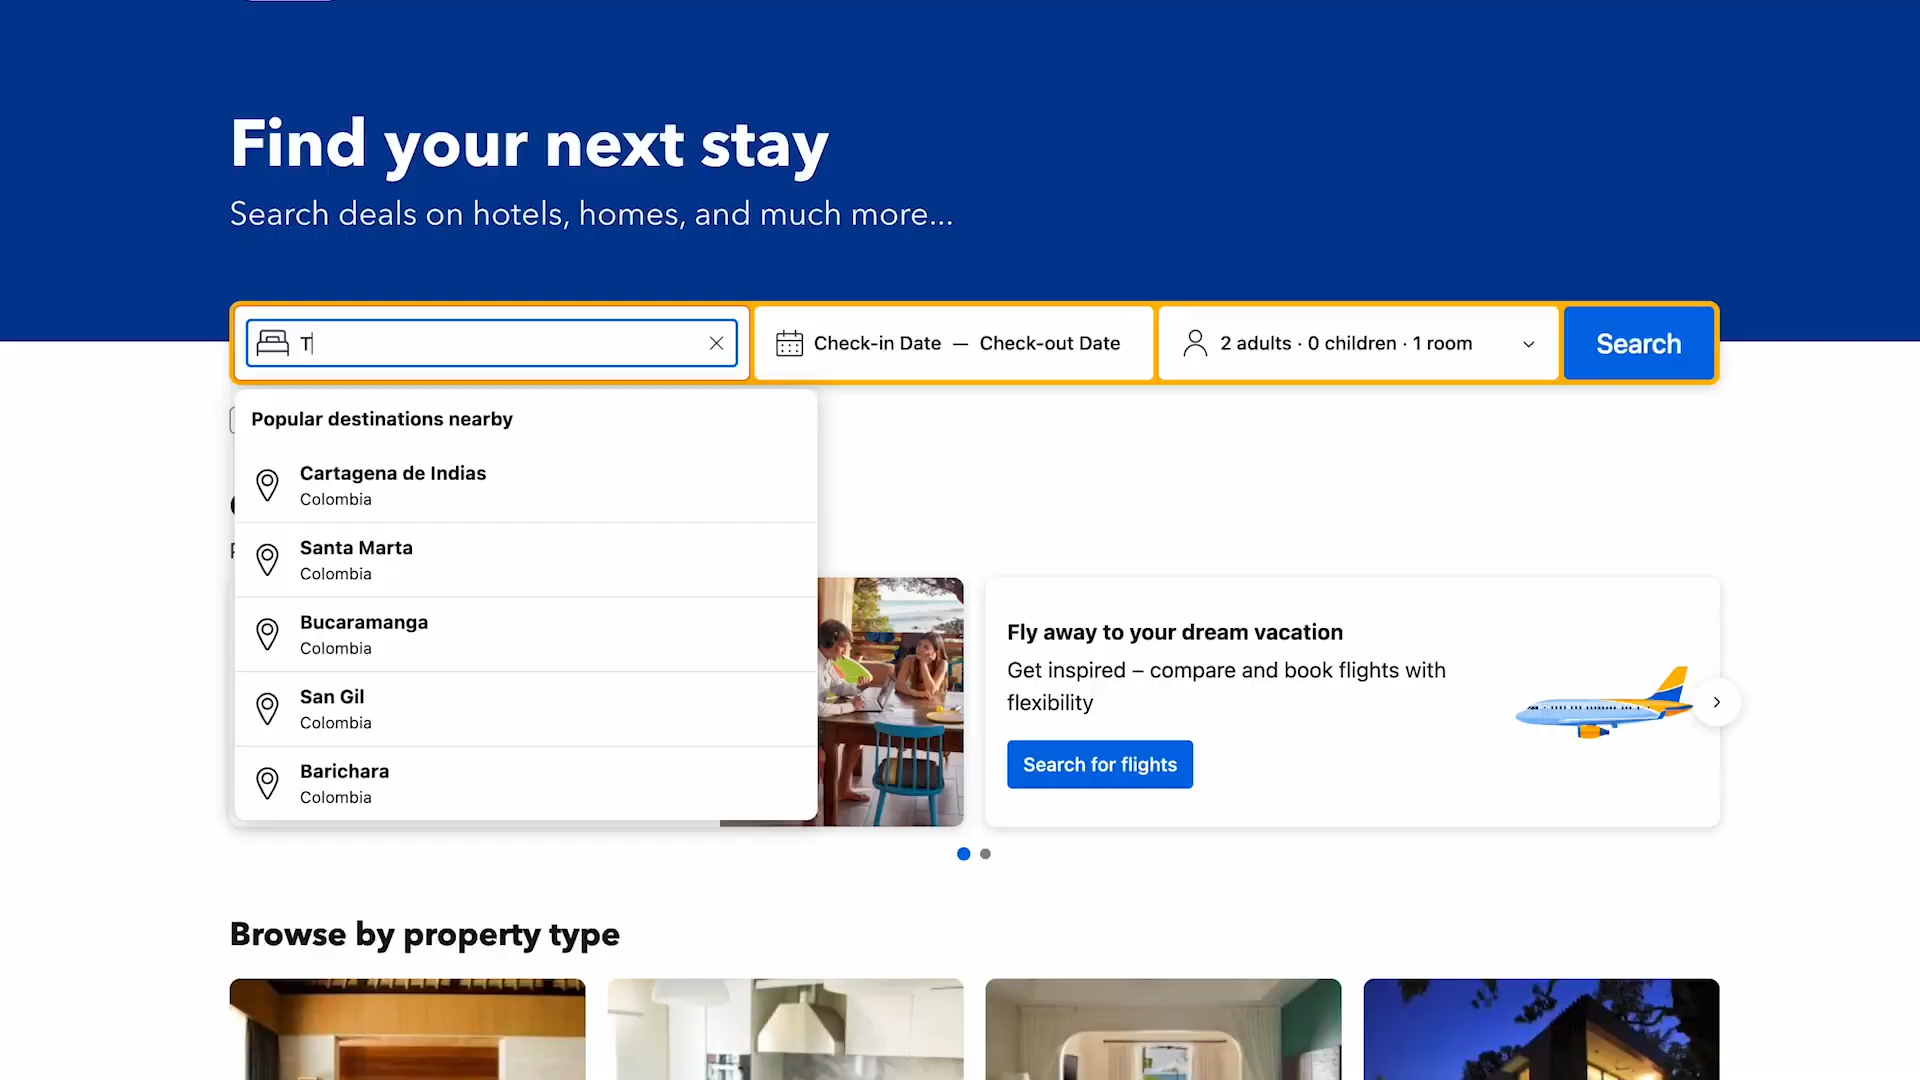 Find your next stay
Search deals on hotels, homes, and much more...
T
Check-in Date — Check-out Date
2 adults · 0 children · 1 room
Search
Popular destinations nearby
Cartagena de Indias
Colombia
Santa Marta
Colombia
Bucaramanga
Colombia
San Gil
Colombia
Barichara
Colombia
Fly away to your dream vacation
Get inspired – compare and book flights with
flexibility
Search for flights
Browse by property type